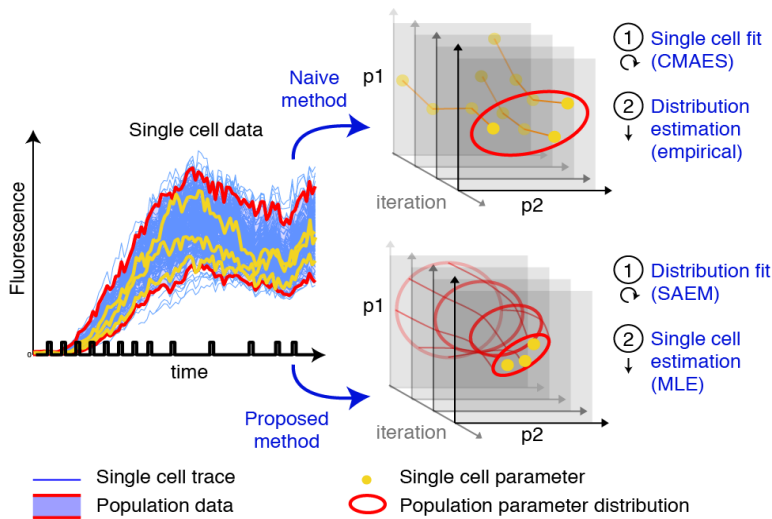 Single cell data
Fluorescence
0
time
Naive
method
p1
iteration
p2
1
Single cell fit
(CMAES)
2
Distribution
estimation
(empirical)
Proposed
method
p1
iteration
p2
1
Distribution fit
(SAEM)
2
Single cell
estimation
(MLE)
Single cell trace
Population data
Single cell parameter
Population parameter distribution